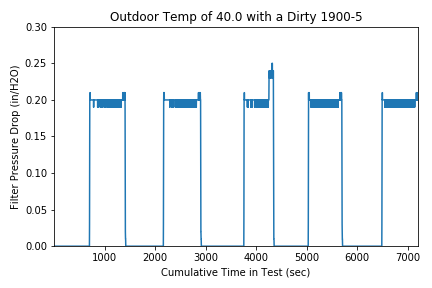 Outdoor Temp of 40.0 with a Dirty 1900-5
0.30
0.25
0.20
0.15
0.10
0.05
0.00
Filter Pressure Drop (in/H2O)
1000 2000 3000 4000 5000 6000 7000
Cumulative Time in Test (sec)